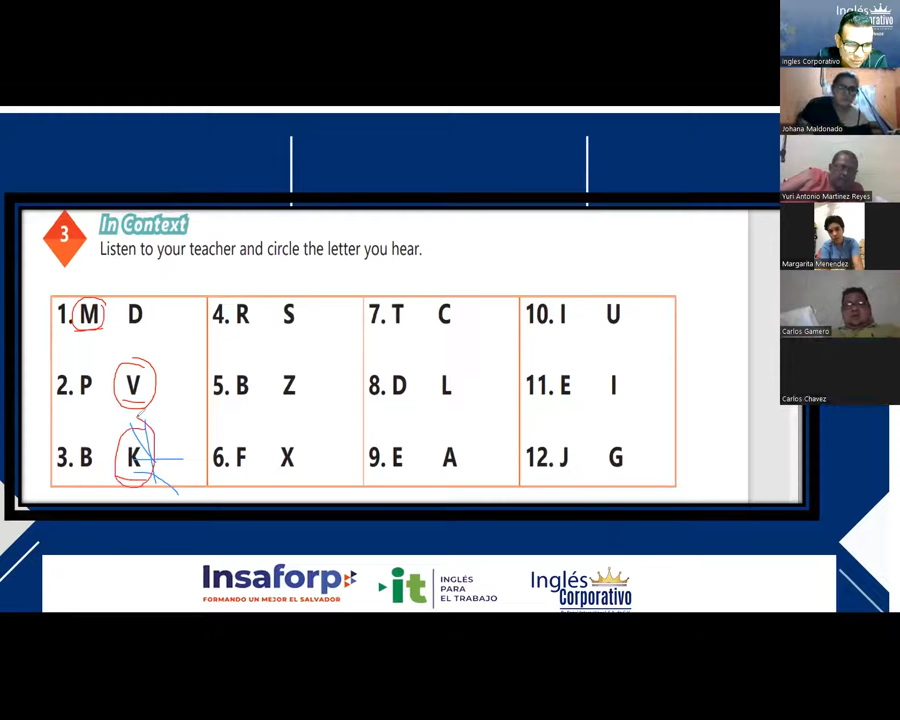 Inglés
Ingles Corporativo
Johana Maldonado
Yuri Antonio Martinez Reyes
Margarita Menendez
Carlos Gamero
Carlos Chavez
3
In Context
Listen to your teacher and circle the letter you hear.
1. M D
4. R S
7. T C
10. I U
2. P V
5. B Z
8. D L
11. E I
3. B K
6. F X
9. E A
12. J G
Insaforp
FORMANDO UN MEJOR EL SALVADOR
it
INGLÉS
PARA
EL TRABAJO
Inglés
Corporativo